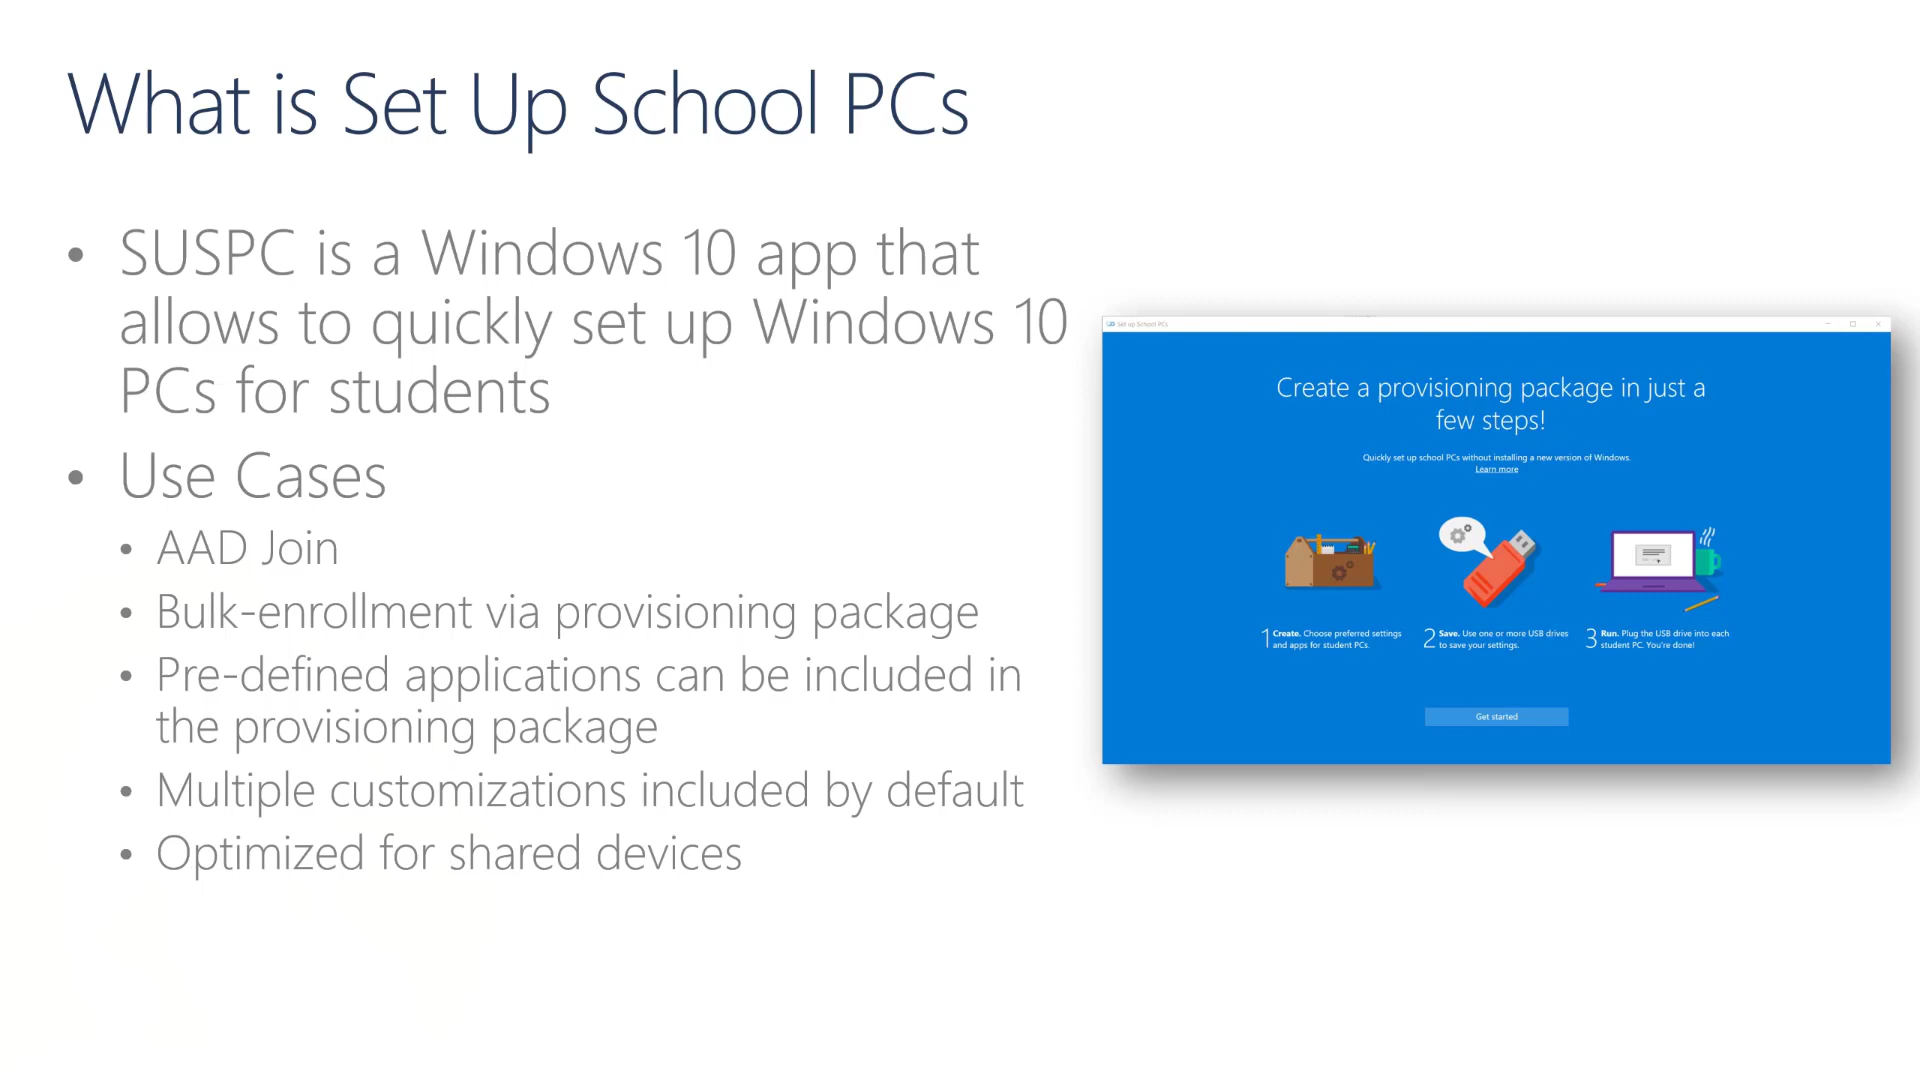 What is Set Up School PCs
• SUSPC is a Windows 10 app that
allows to quickly set up Windows 10
PCs for students
• Use Cases
• AAD Join
• Bulk-enrollment via provisioning package
• Pre-defined applications can be included in
the provisioning package
• Multiple customizations included by default
• Optimized for shared devices
Set up School PCs
Create a provisioning package in just a
few steps!
Quickly set up school PCs without installing a new version of Windows.
Learn more
1 Create. Choose preferred settings
and apps for student PCs.
2 Save. Use one or more USB drives
to save your settings.
3 Run. Plug the USB drive into each
student PC. You're done!
Get started